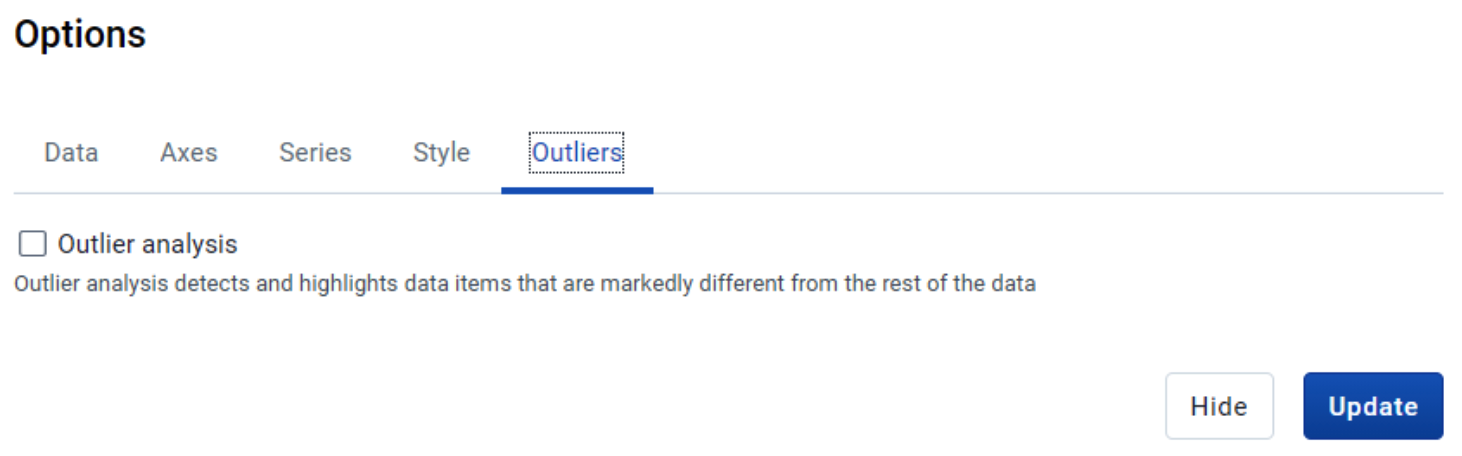 Options
Data Axes Series Style Outliers
Outlier analysis
Outlier analysis detects and highlights data items that are markedly different from the rest of the data
Hide Update